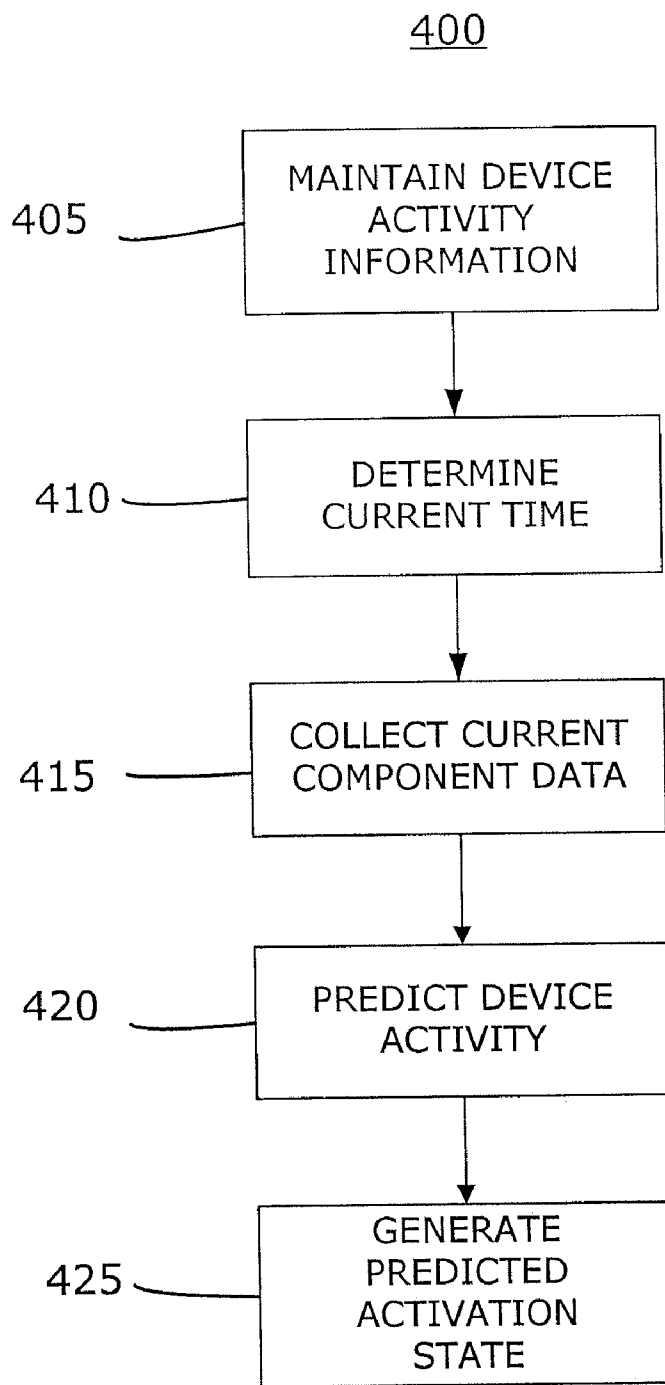 400
405
MAINTAIN DEVICE
ACTIVITY
INFORMATION
410
DETERMINE
CURRENT TIME
415
COLLECT CURRENT
COMPONENT DATA
420
PREDICT DEVICE
ACTIVITY
425
GENERATE
PREDICTED
ACTIVATION
STATE